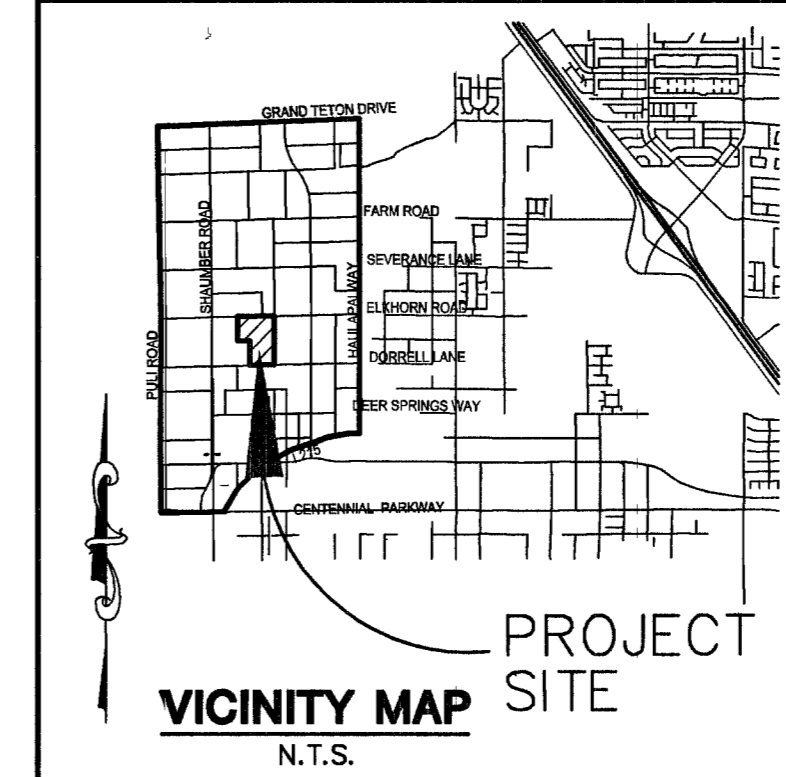 GRAND TETON DRIVE
SHAUMBER ROAD
FARM ROAD
SEVERANCE LANE
HAULAPAI WAY
ELKHORN ROAD
PULI ROAD
DORRELL LANE
DEER SPRINGS WAY
I-215
CENTENNIAL PARKWAY
PROJECT
SITE
VICINITY MAP
N.T.S.